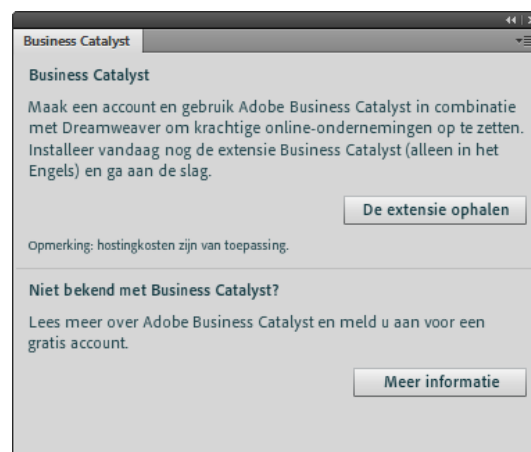 Business Catalyst
Business Catalyst
Maak een account en gebruik Adobe Business Catalyst in combinatie
met Dreamweaver om krachtige online-ondernemingen op te zetten.
Installeer vandaag nog de extensie Business Catalyst (alleen in het
Engels) en ga aan de slag.
De extensie ophalen
Opmerking: hostingkosten zijn van toepassing.
Niet bekend met Business Catalyst?
Lees meer over Adobe Business Catalyst en meld u aan voor een
gratis account.
Meer informatie